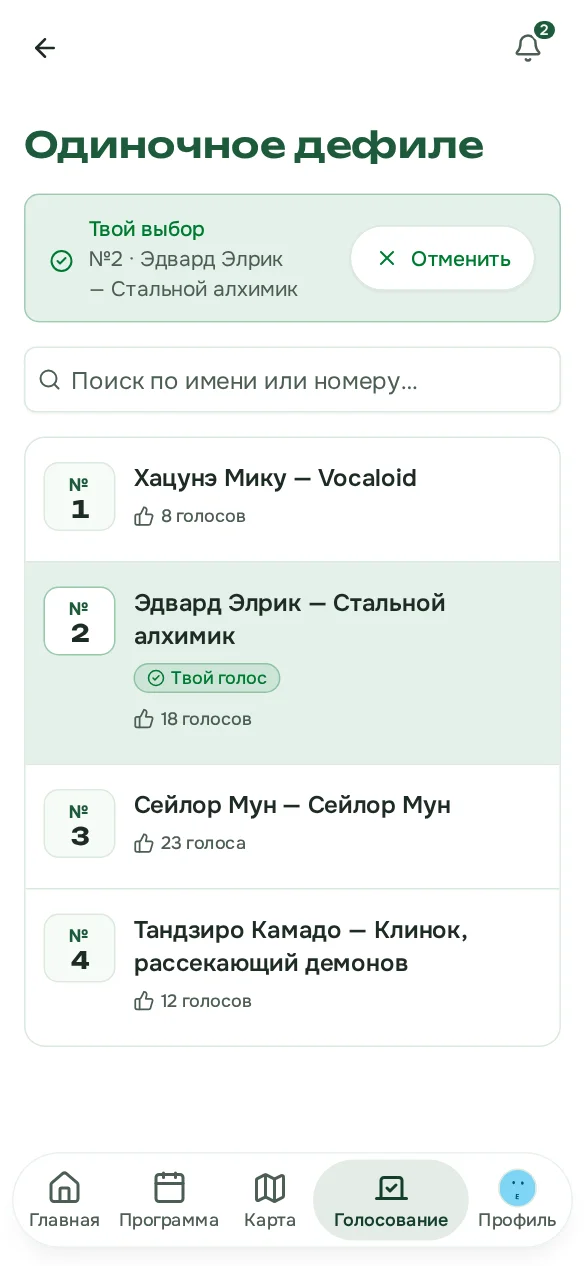 2
Одиночное дефиле
Твой выбор
№2 · Эдвард Элрик
— Стальной алхимик
Отменить
Поиск по имени или номеру...
№
1
Хацунэ Мику — Vocaloid
8 голосов
№
2
Эдвард Элрик — Стальной
алхимик
Твой голос
18 голосов
№
3
Сейлор Мун — Сейлор Мун
23 голоса
№
4
Тандзиро Камадо — Клинок,
рассекающий демонов
12 голосов
Главная
Программа
Карта
Голосование
Профиль